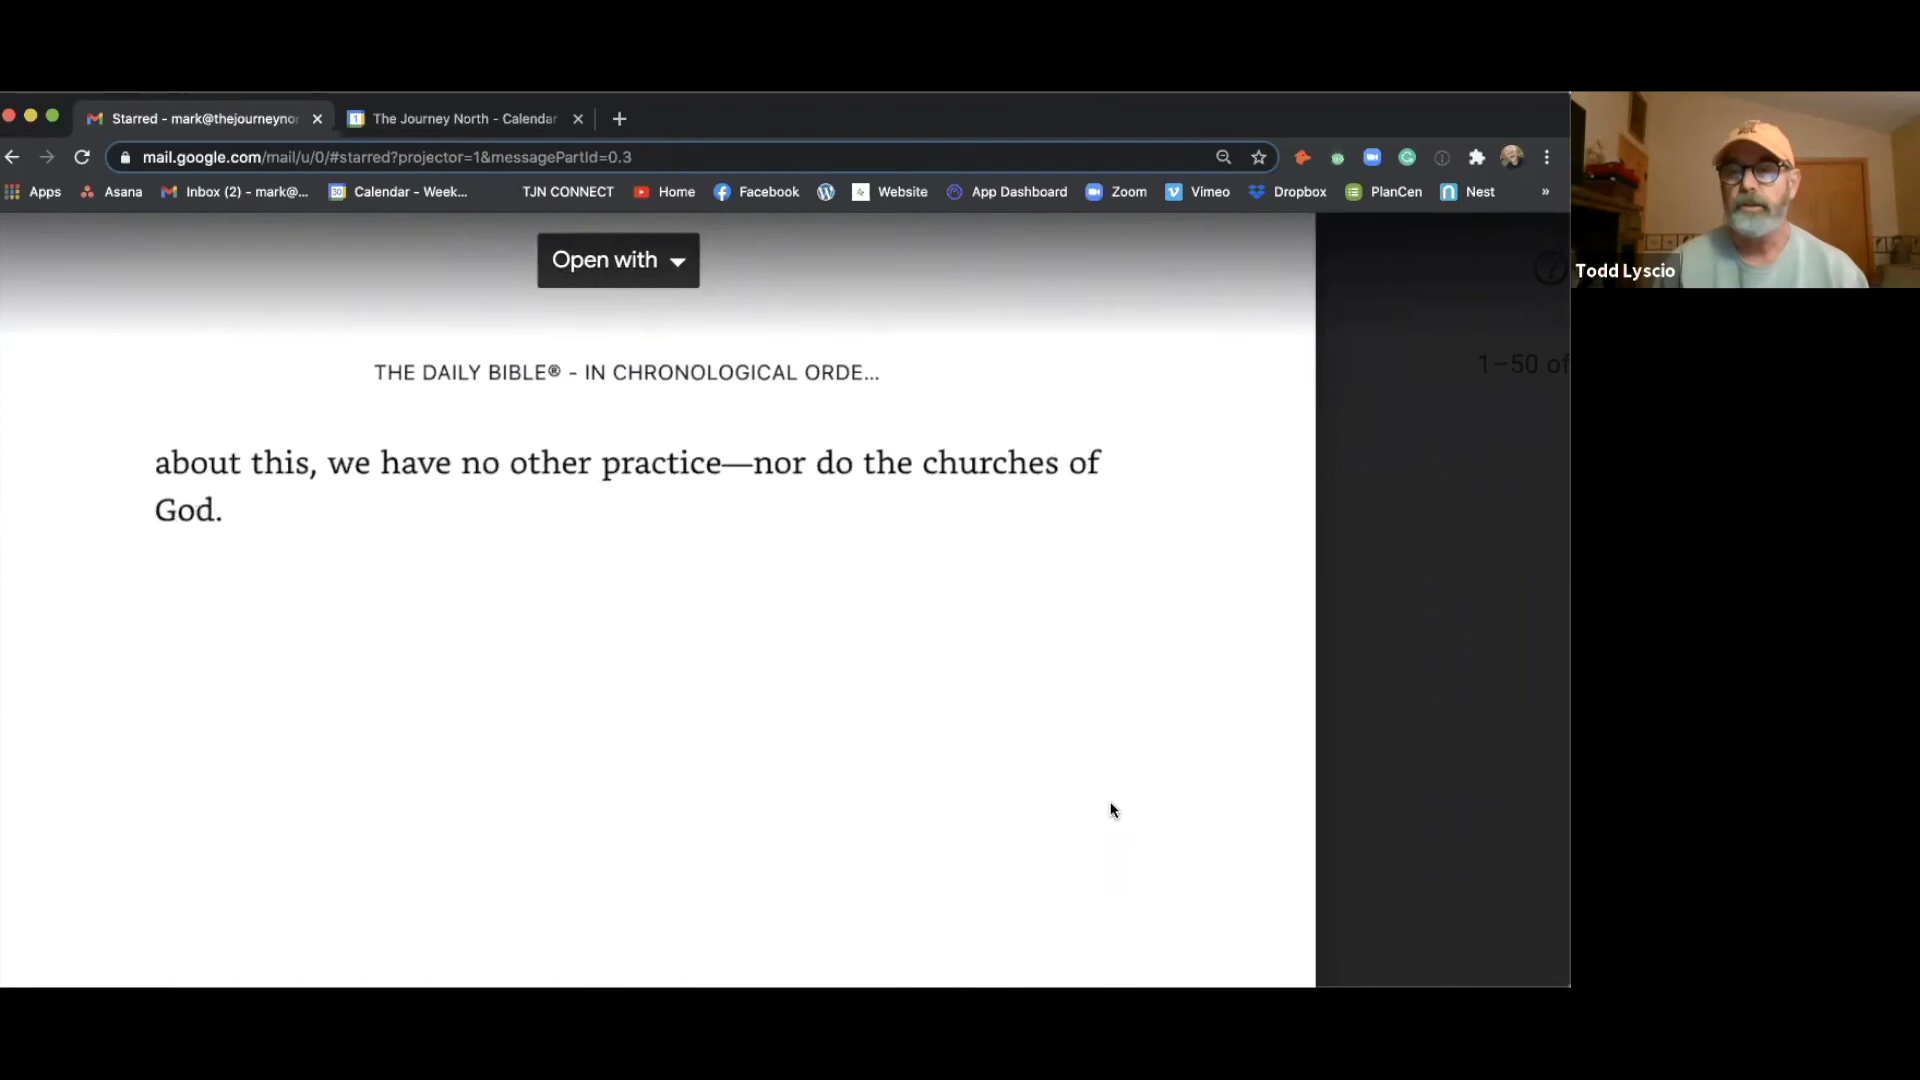 Starred - mark@thejourneyno
The Journey North - Calendar
mail.google.com/mail/u/0/#starred?projector=1&messagePartId=0.3
Apps Asana Inbox (2) - mark@... Calendar - Week... TJN CONNECT Home Facebook Website App Dashboard Zoom Vimeo Dropbox PlanCen Nest »
Open with
Todd Lyscio
1–50 of
THE DAILY BIBLE® - IN CHRONOLOGICAL ORDE...
about this, we have no other practice—nor do the churches of
God.